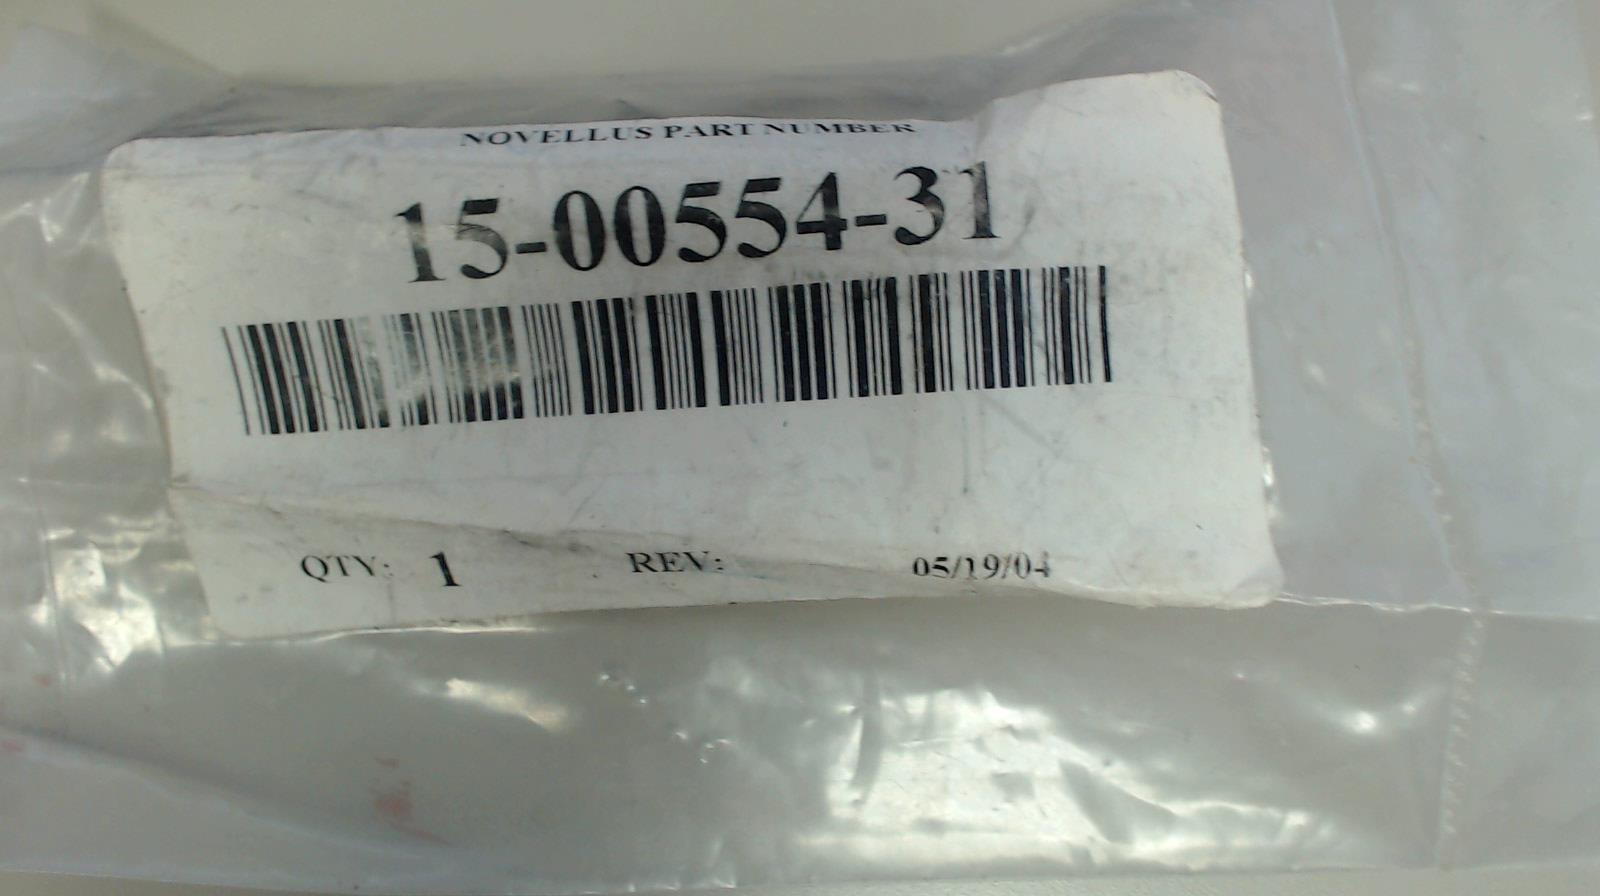 NOVELLUS PART NUMBER
15-00554-31
QTY: 1 REV: 05/19/04